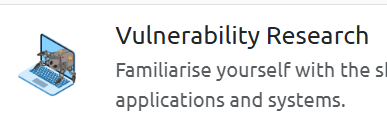 Vulnerability Research
Familiarise yourself with the
applications and systems.